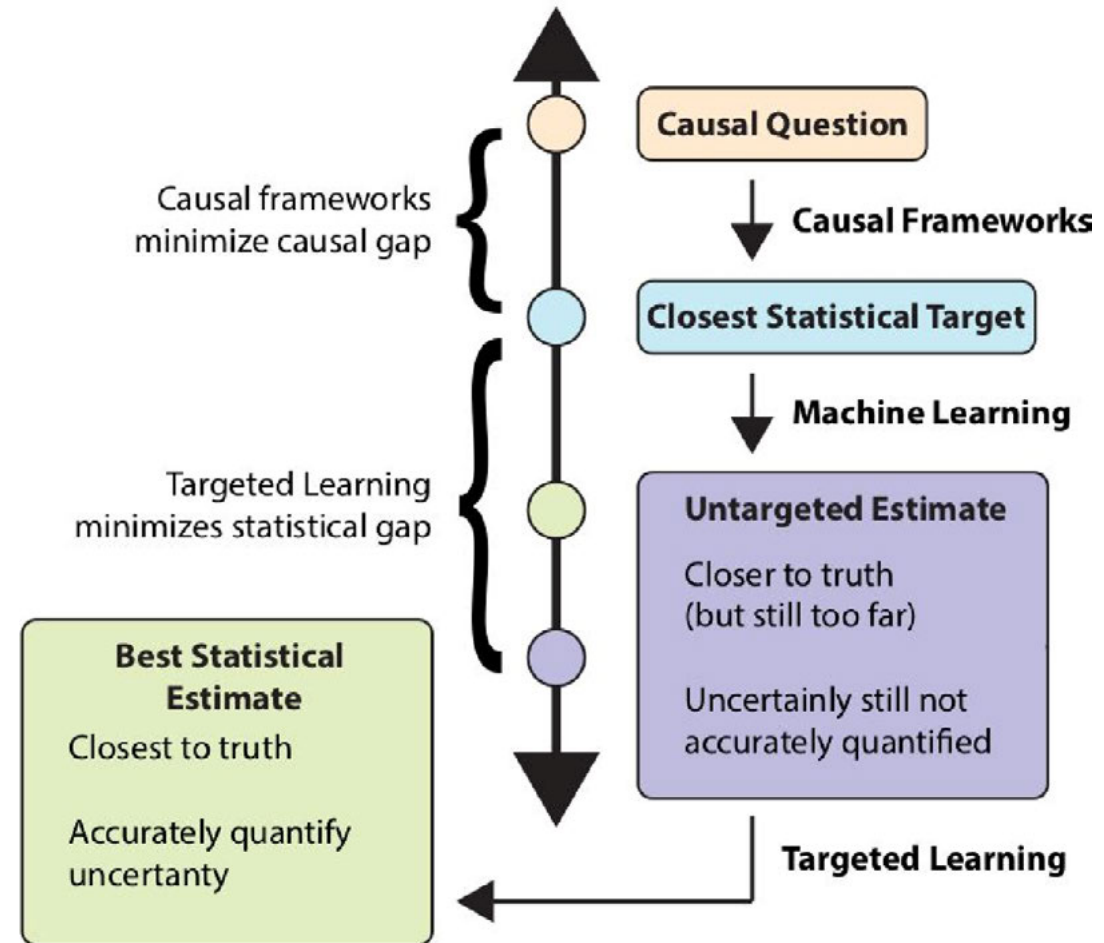 Causal Question
Causal frameworks
minimize causal gap
Causal Frameworks
Closest Statistical Target
Machine Learning
Targeted Learning
minimizes statistical gap
Untargeted Estimate
Closer to truth
(but still too far)
Uncertainly still not
accurately quantified
Best Statistical
Estimate
Closest to truth
Accurately quantify
uncertanty
Targeted Learning